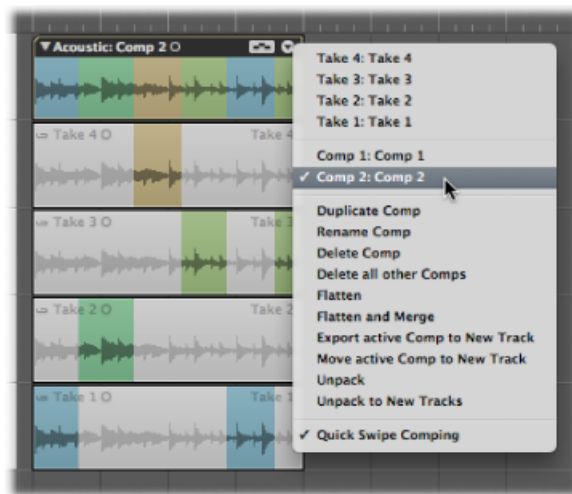 Acoustic: Comp 2
Take 4: Take 4
Take 3: Take 3
Take 2: Take 2
Take 1: Take 1
Comp 1: Comp 1
✓ Comp 2: Comp 2
Duplicate Comp
Rename Comp
Delete Comp
Delete all other Comps
Flatten
Flatten and Merge
Export active Comp to New Track
Move active Comp to New Track
Unpack
Unpack to New Tracks
✓ Quick Swipe Comping
Take 4 Take 4
Take 3 Take
Take 2 Take 2
Take 1 Take